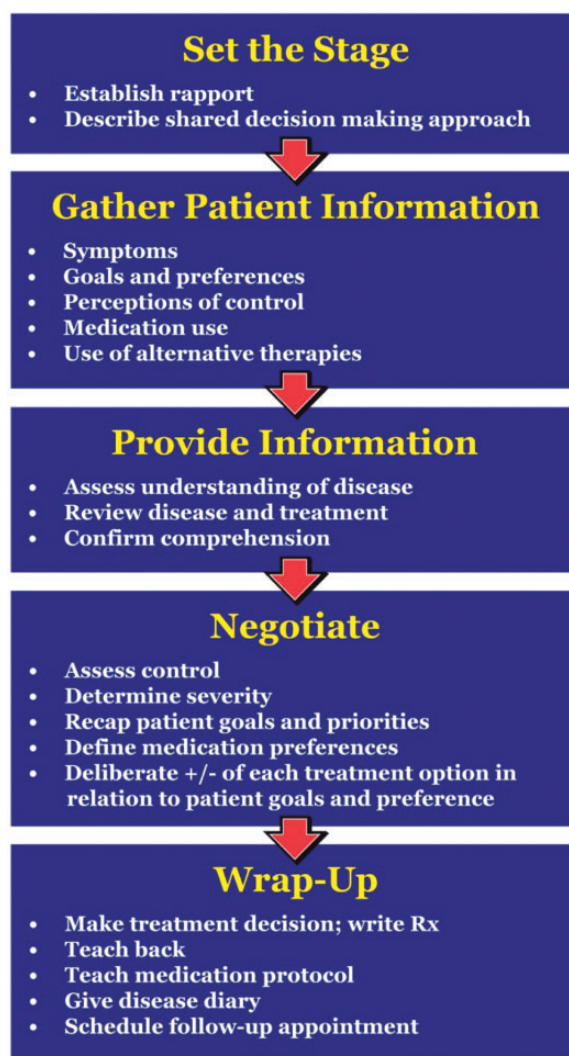 Set the Stage
• Establish rapport
• Describe shared decision making approach
Gather Patient Information
• Symptoms
• Goals and preferences
• Perceptions of control
• Medication use
• Use of alternative therapies
Provide Information
• Assess understanding of disease
• Review disease and treatment
• Confirm comprehension
Negotiate
• Assess control
• Determine severity
• Recap patient goals and priorities
• Define medication preferences
• Deliberate +/- of each treatment option in
relation to patient goals and preference
Wrap-Up
• Make treatment decision; write Rx
• Teach back
• Teach medication protocol
• Give disease diary
• Schedule follow-up appointment